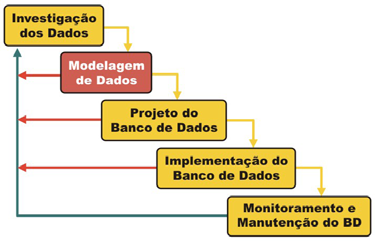 Investigação
dos Dados
Modelagem
de Dados
Projeto do
Banco de Dados
Implementação do
Banco de Dados
Monitoramento e
Manutenção do BD